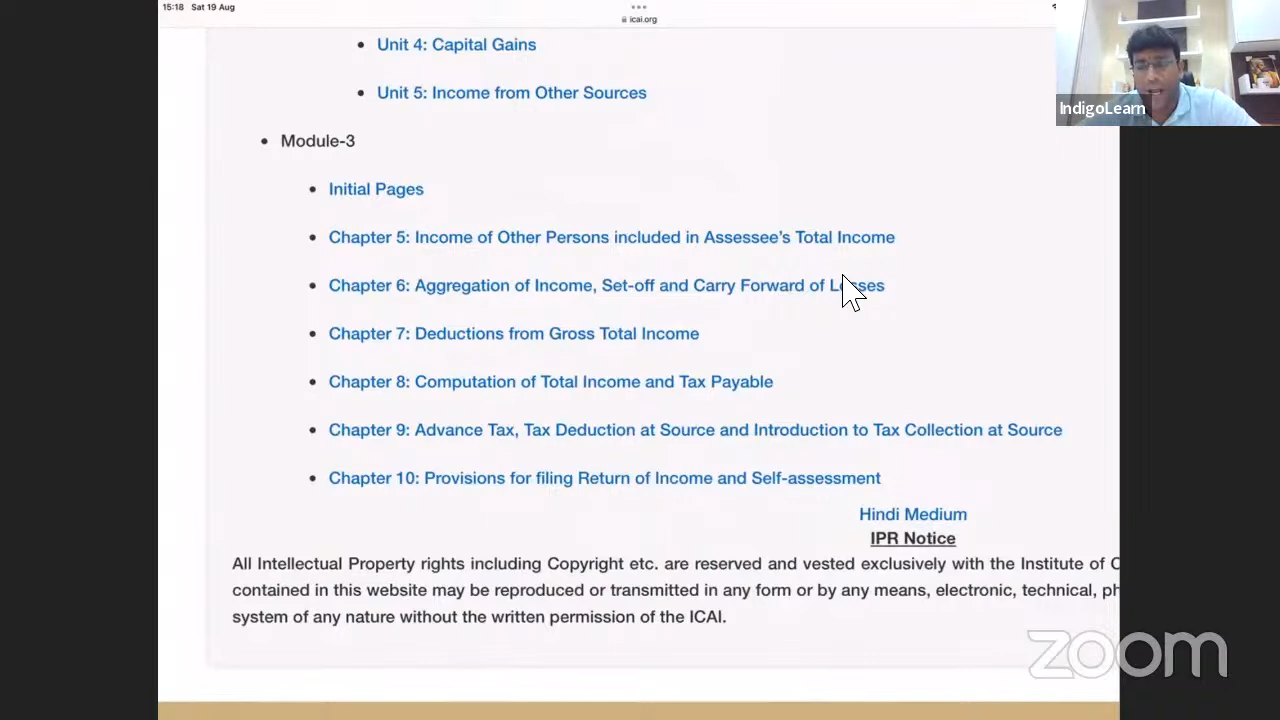 15:18 Sat 19 Aug
icai.org
Unit 4: Capital Gains
IndigoLearn
Unit 5: Income from Other Sources
Module-3
Initial Pages
Chapter 5: Income of Other Persons included in Assessee's Total Income
Chapter 6: Aggregation of Income, Set-off and Carry Forward of Losses
Chapter 7: Deductions from Gross Total Income
Chapter 8: Computation of Total Income and Tax Payable
Chapter 9: Advance Tax, Tax Deduction at Source and Introduction to Tax Collection at Source
Chapter 10: Provisions for filing Return of Income and Self-assessment
Hindi Medium
IPR Notice
All Intellectual Property rights including Copyright etc. are reserved and vested exclusively with the Institute of C
contained in this website may be reproduced or transmitted in any form or by any means, electronic, technical, ph
system of any nature without the written permission of the ICAI.
zoom